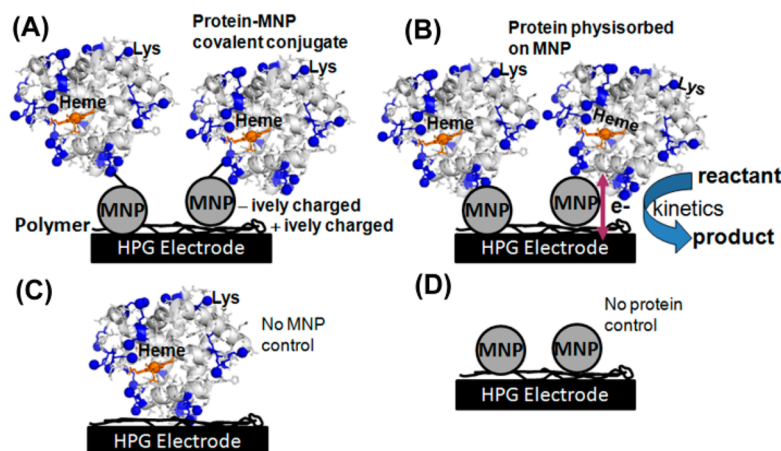 (A)
Lys
Protein-MNP
covalent conjugate
Lys
Heme
Heme
MNP
MNP
– ively charged
Polymer
+ ively charged
HPG Electrode
(B)
Protein physisorbed
on MNP
Lys
Lys
Heme
Heme
MNP
MNP
e-
reactant
kinetics
product
HPG Electrode
(C)
Lys
No MNP
control
Heme
HPG Electrode
(D)
No protein
control
MNP
MNP
HPG Electrode